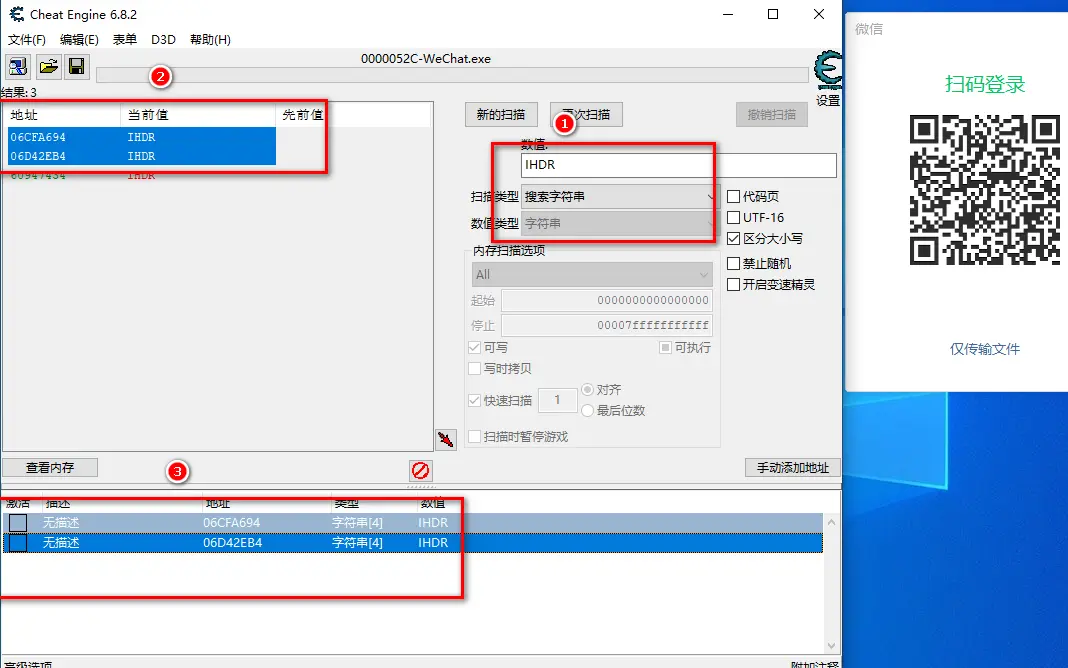 Cheat Engine 6.8.2
文件(F) 编辑(E) 表单 D3D 帮助(H)
0000052C-WeChat.exe
微信
扫码登录
仅传输文件
2
设置
结果: 3
地址 当前值 先前值
06CFA694 IHDR
06D42EB4 IHDR
60947434 IHDR
新的扫描 再次扫描 撤销扫描
1
数值:
IHDR
扫描类型 搜索字符串
数值类型 字符串
代码页
UTF-16
区分大小写
禁止随机
开启变速精灵
内存扫描选项
All
起始 0000000000000000
停止 00007fffffffffff
可写 可执行
写时拷贝
快速扫描 1 对齐
最后位数
扫描时暂停游戏
查看内存
3
手动添加地址
激活 描述 地址 类型 数值
无描述 06CFA694 字符串[4] IHDR
无描述 06D42EB4 字符串[4] IHDR
高级选项 附加注释